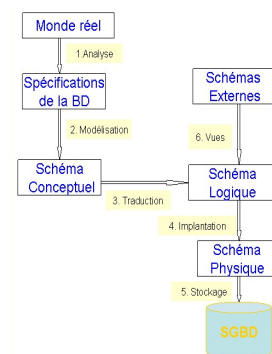 Monde réel
1.Analyse
Spécifications
de la BD
2. Modélisation
Schéma
Conceptuel
3. Traduction
Schémas
Externes
6. Vues
Schéma
Logique
4. Implantation
Schéma
Physique
5. Stockage
SGBD